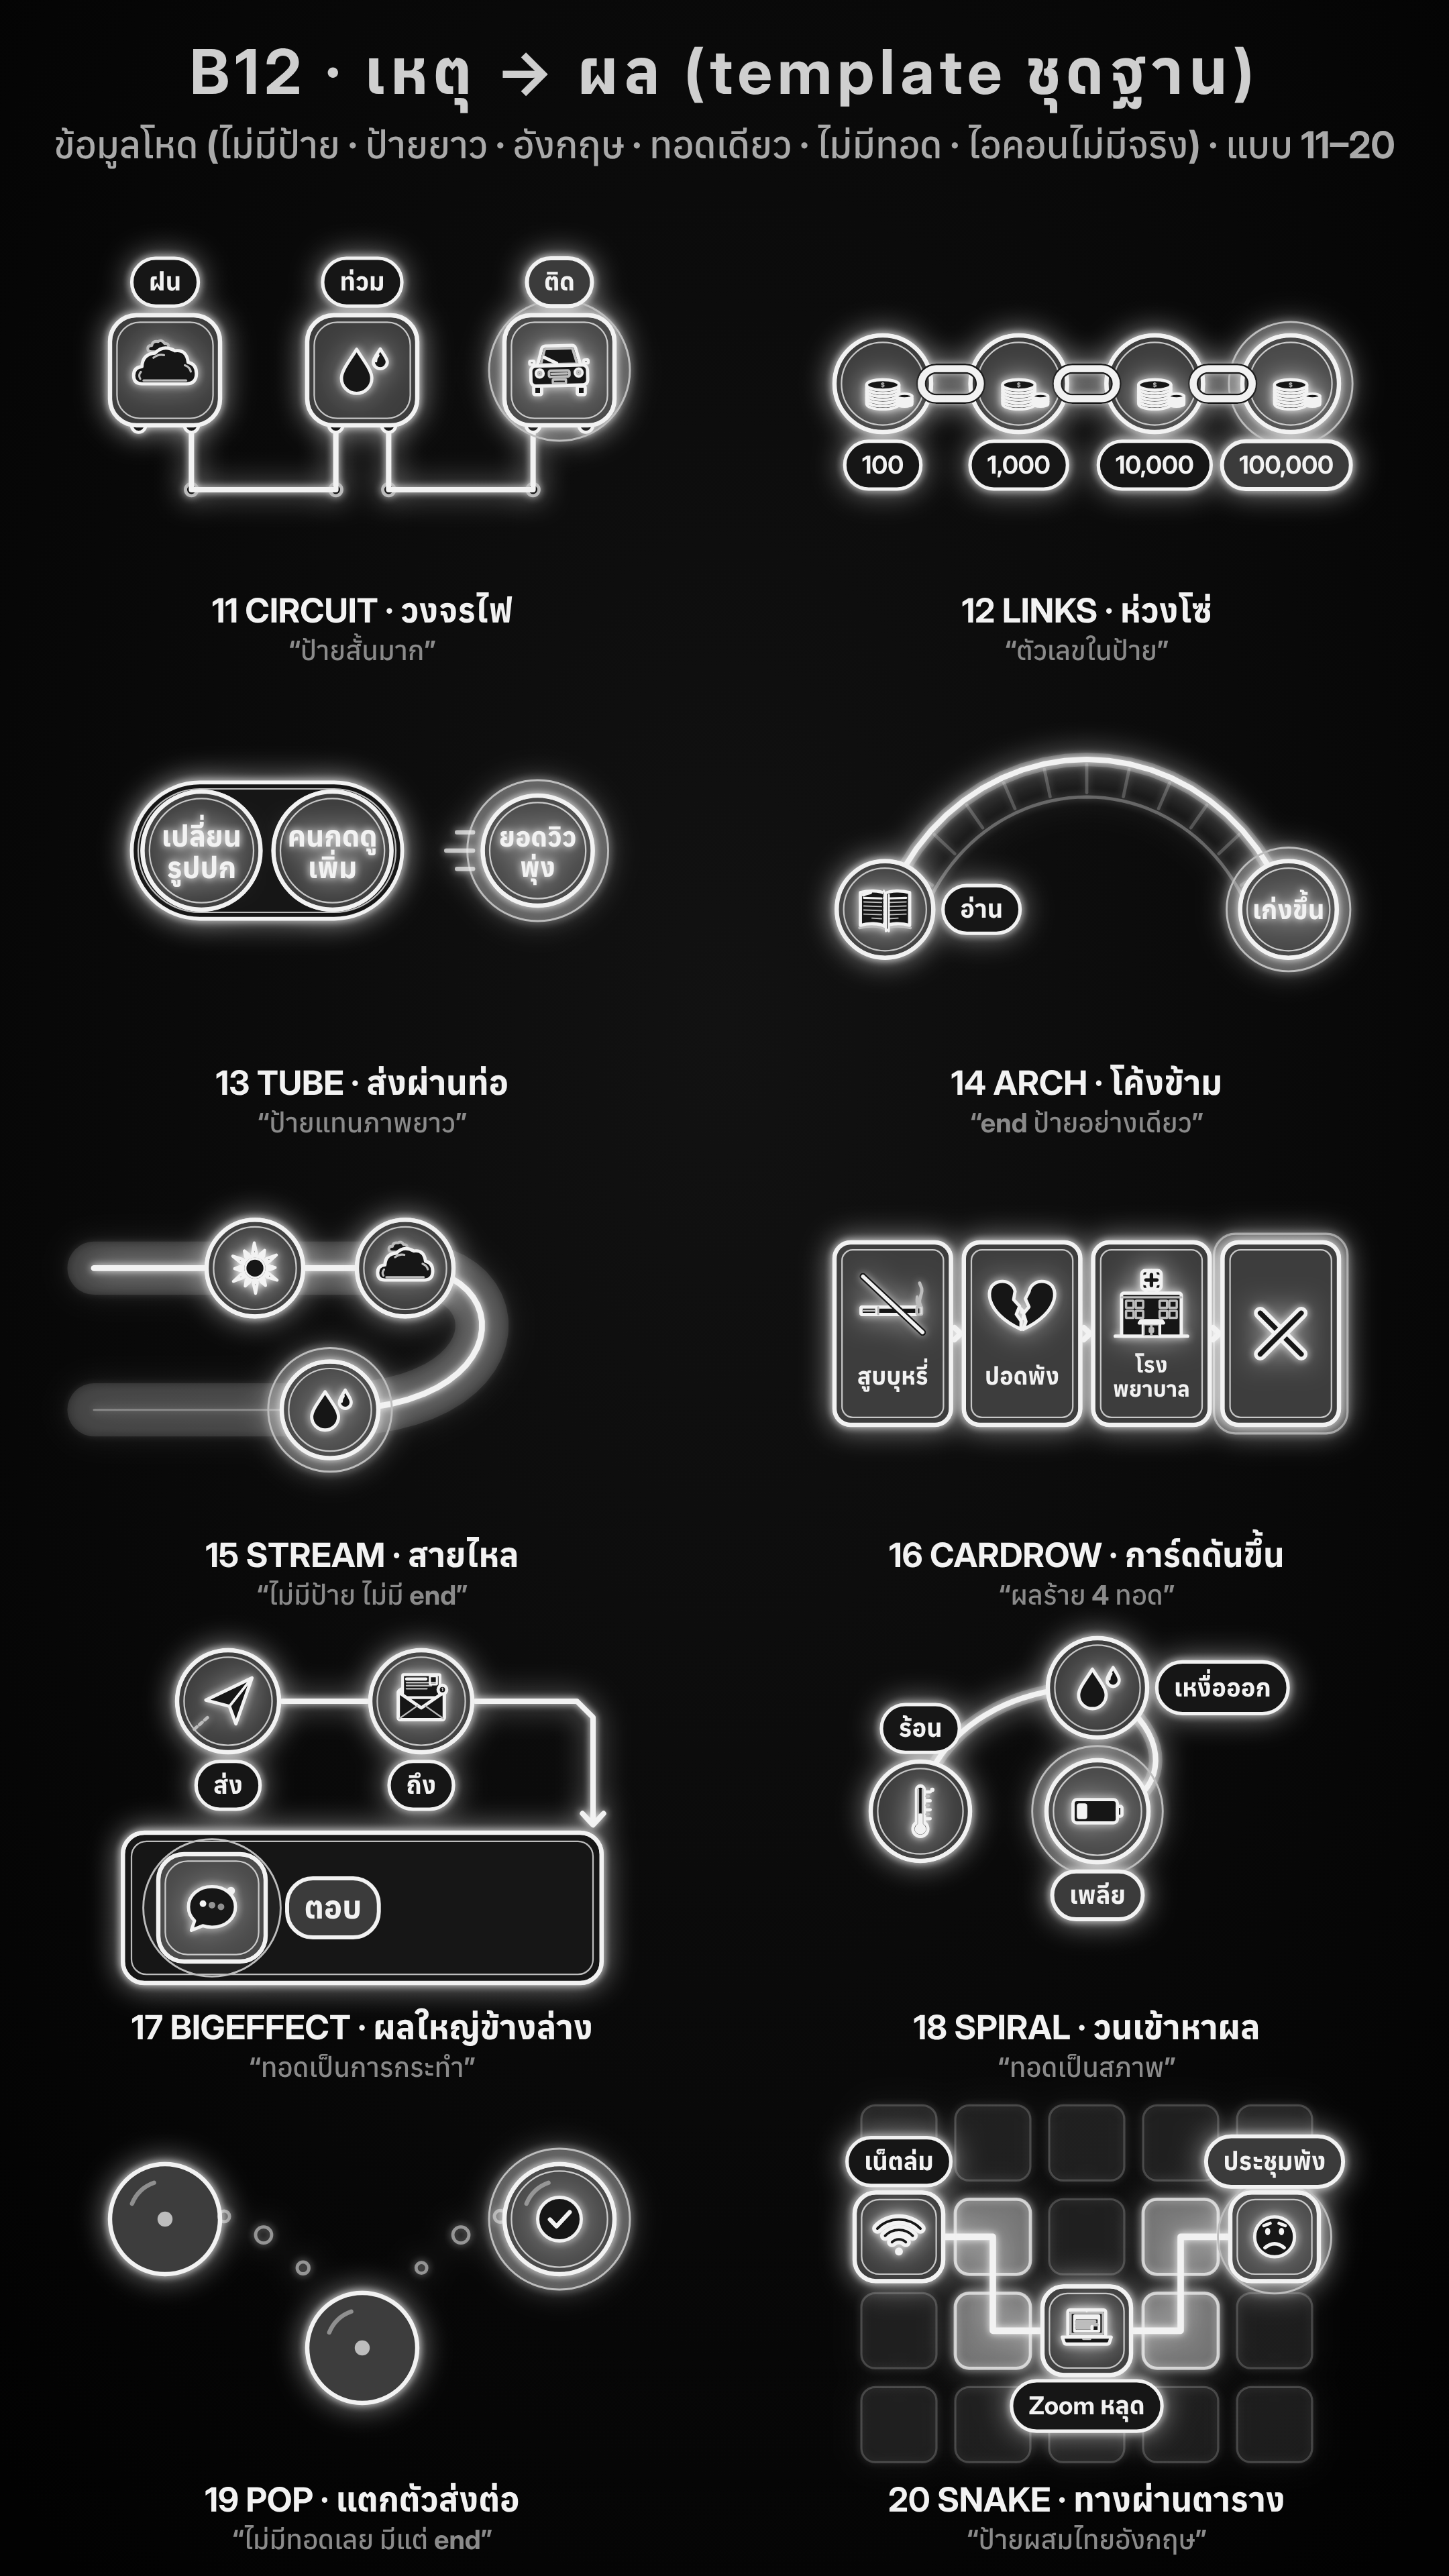 B12 · เหตุ → ผล (template ชุดฐาน)
ข้อมูลโหด (ไม่มีป้าย · ป้ายยาว · อังกฤษ · ทอดเดียว · ไม่มีทอด · ไอคอนไม่มีจริง) · แบบ 11–20
ฝน
ท่วม
ติด
100
1,000
10,000
100,000
11 CIRCUIT · วงจรไฟ
“ป้ายสั้นมาก”
12 LINKS · ห่วงโซ่
“ตัวเลขในป้าย”
เปลี่ยน
รูปปก
คนกดดู
เพิ่ม
ยอดวิว
พุ่ง
อ่าน
เก่งขึ้น
13 TUBE · ส่งผ่านท่อ
“ป้ายแทนภาพยาว”
14 ARCH · โค้งข้าม
“end ป้ายอย่างเดียว”
สูบบุหรี่
ปอดพัง
โรง
พยาบาล
15 STREAM · สายไหล
“ไม่มีป้าย ไม่มี end”
16 CARDROW · การ์ดดันขึ้น
“ผลร้าย 4 ทอด”
ส่ง
ถึง
ตอบ
ร้อน
เหงื่อออก
เพลีย
17 BIGEFFECT · ผลใหญ่ข้างล่าง
“ทอดเป็นการกระทำ”
18 SPIRAL · วนเข้าหาผล
“ทอดเป็นสภาพ”
เน็ตล่ม
ประชุมพัง
Zoom หลุด
19 POP · แตกตัวส่งต่อ
“ไม่มีทอดเลย มีแต่ end”
20 SNAKE · ทางผ่านตาราง
“ป้ายผสมไทยอังกฤษ”